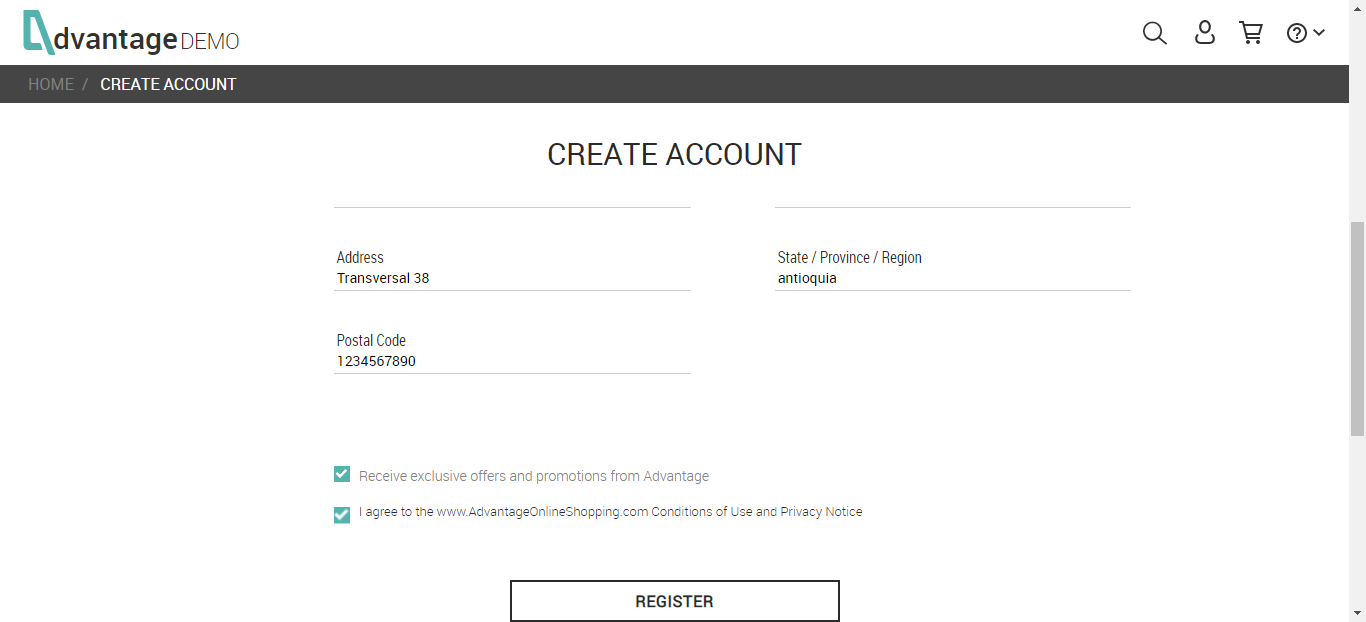 dvantage DEMO
HOME / CREATE ACCOUNT
CREATE ACCOUNT
Address
Transversal 38
State / Province / Region
antioquia
Postal Code
1234567890
Receive exclusive offers and promotions from Advantage
I agree to the www.AdvantageOnlineShopping.com Conditions of Use and Privacy Notice
REGISTER